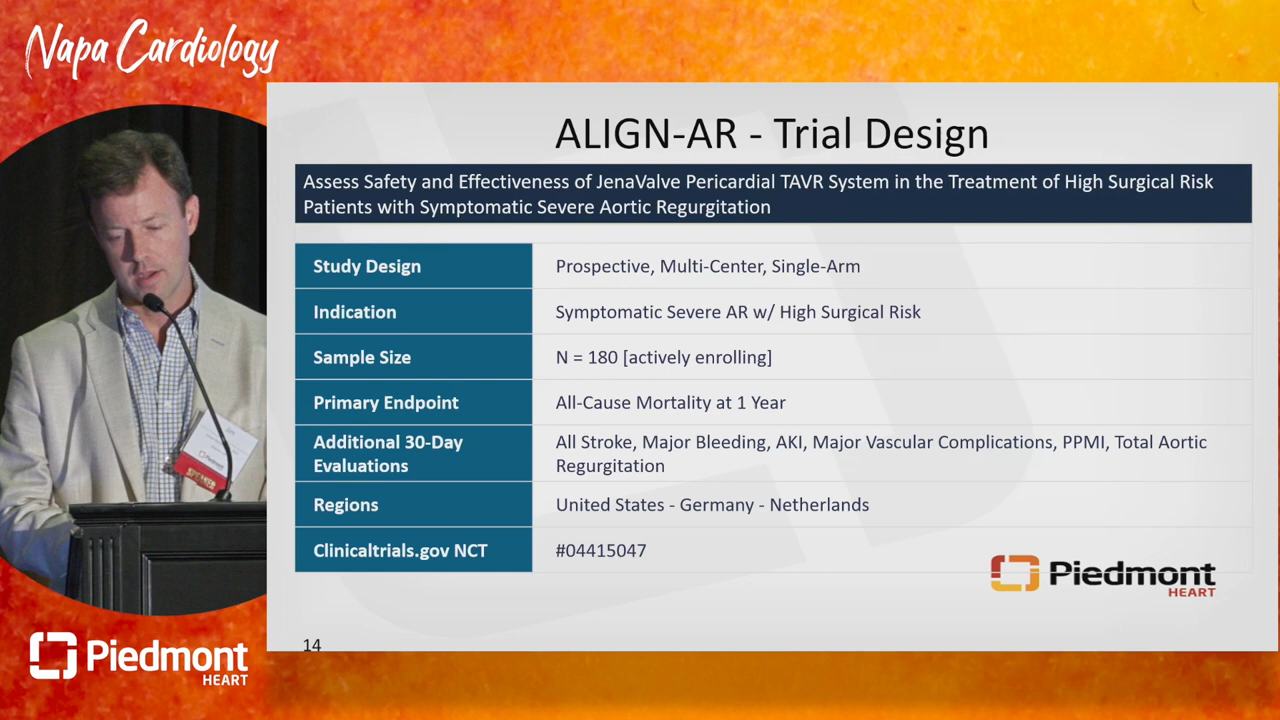 Napa Cardiology
ALIGN-AR - Trial Design
Assess Safety and Effectiveness of JenaValve Pericardial TAVR System in the Treatment of High Surgical Risk
Patients with Symptomatic Severe Aortic Regurgitation
Study Design
Prospective, Multi-Center, Single-Arm
Indication
Symptomatic Severe AR w/ High Surgical Risk
Sample Size
N = 180 [actively enrolling]
Primary Endpoint
All-Cause Mortality at 1 Year
Additional 30-Day
Evaluations
All Stroke, Major Bleeding, AKI, Major Vascular Complications, PPMI, Total Aortic
Regurgitation
Regions
United States - Germany - Netherlands
Clinicaltrials.gov NCT
#04415047
Piedmont
HEART
14
Piedmont
SPEAKER
Piedmont
HEART